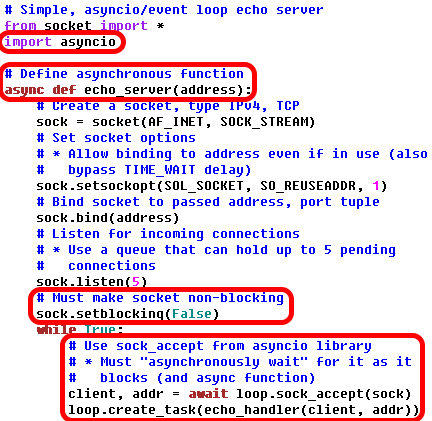 # Simple, asyncio/event loop echo server
from socket import *
import asyncio
# Define asynchronous function
async def echo_server(address):
# Create a socket, type IPv4, TCP
sock = socket(AF_INET, SOCK_STREAM)
# Set socket options
# * Allow binding to address even if in use (also
#   bypass TIME_WAIT delay)
sock.setsockopt(SOL_SOCKET, SO_REUSEADDR, 1)
# Bind socket to passed address, port tuple
sock.bind(address)
# Listen for incoming connections
# * Use a queue that can hold up to 5 pending
#   connections
sock.listen(5)
# Must make socket non-blocking
sock.setblocking(False)
while True:
# Use sock_accept from asyncio library
# * Must "asynchronously wait" for it as it
#   blocks (and async function)
client, addr = await loop.sock_accept(sock)
loop.create_task(echo_handler(client, addr))